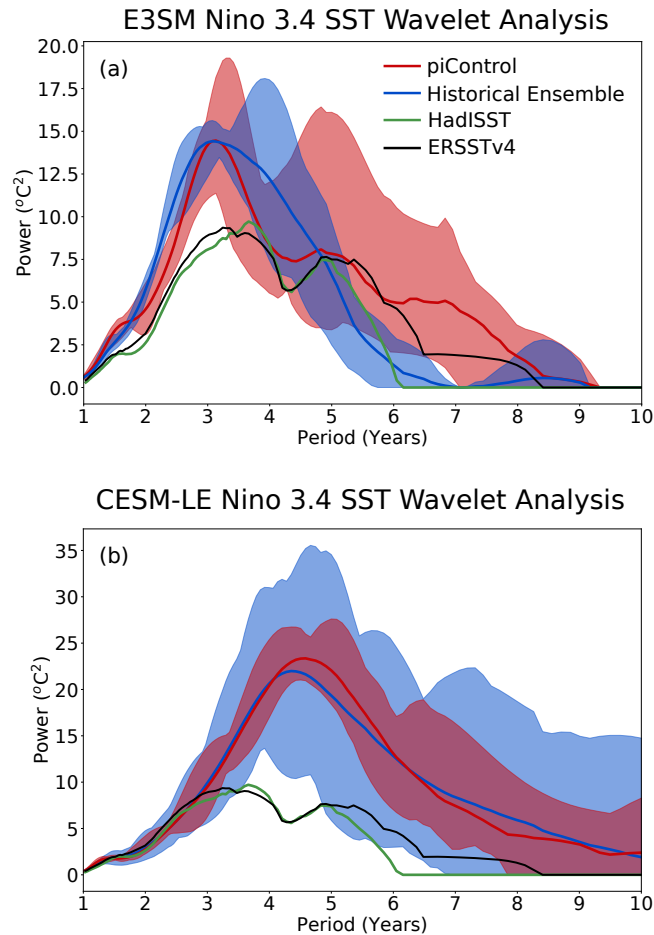 E3SM Nino 3.4 SST Wavelet Analysis
(a)
piControl
Historical Ensemble
HadISST
ERSSTv4
Power (°C²)
20.0
17.5
15.0
12.5
10.0
7.5
5.0
2.5
0.0
1 2 3 4 5 6 7 8 9 10
Period (Years)
CESM-LE Nino 3.4 SST Wavelet Analysis
(b)
Power (°C²)
35
30
25
20
15
10
5
0
1 2 3 4 5 6 7 8 9 10
Period (Years)